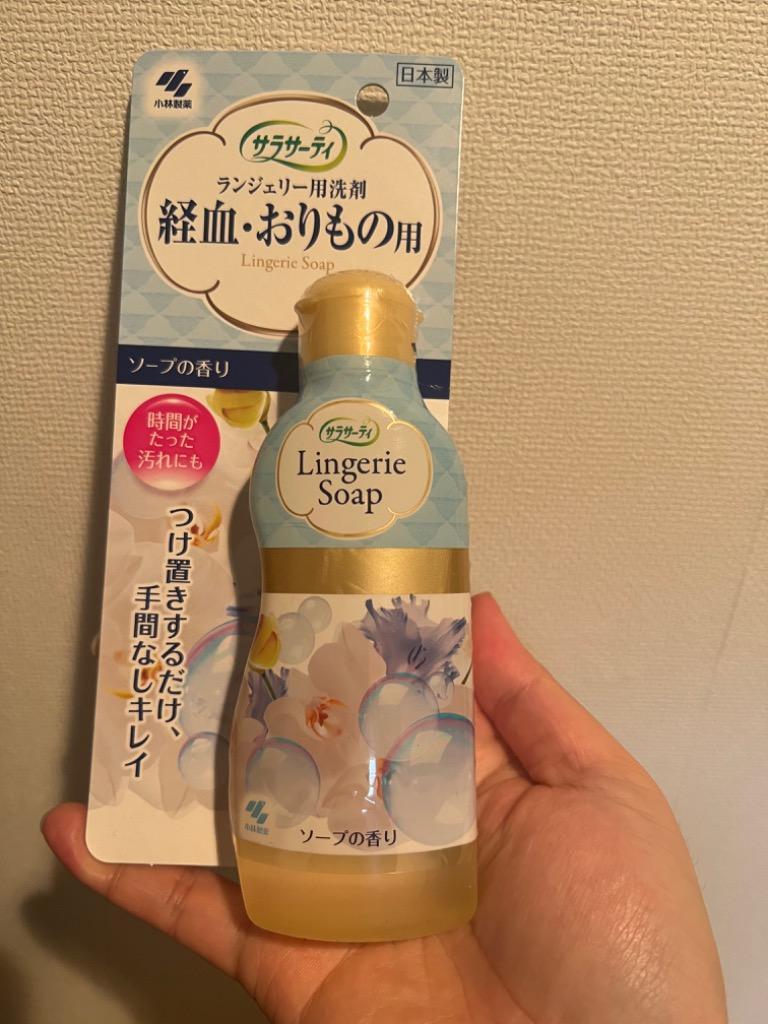 小林製薬
日本製
サラサーティ
ランジェリー用洗剤
経血・おりもの用
Lingerie Soap
ソープの香り
時間が
たった
汚れにも
つけ置きするだけ、
手間なしキレイ
サラサーティ
Lingerie
Soap
小林製薬
ソープの香り